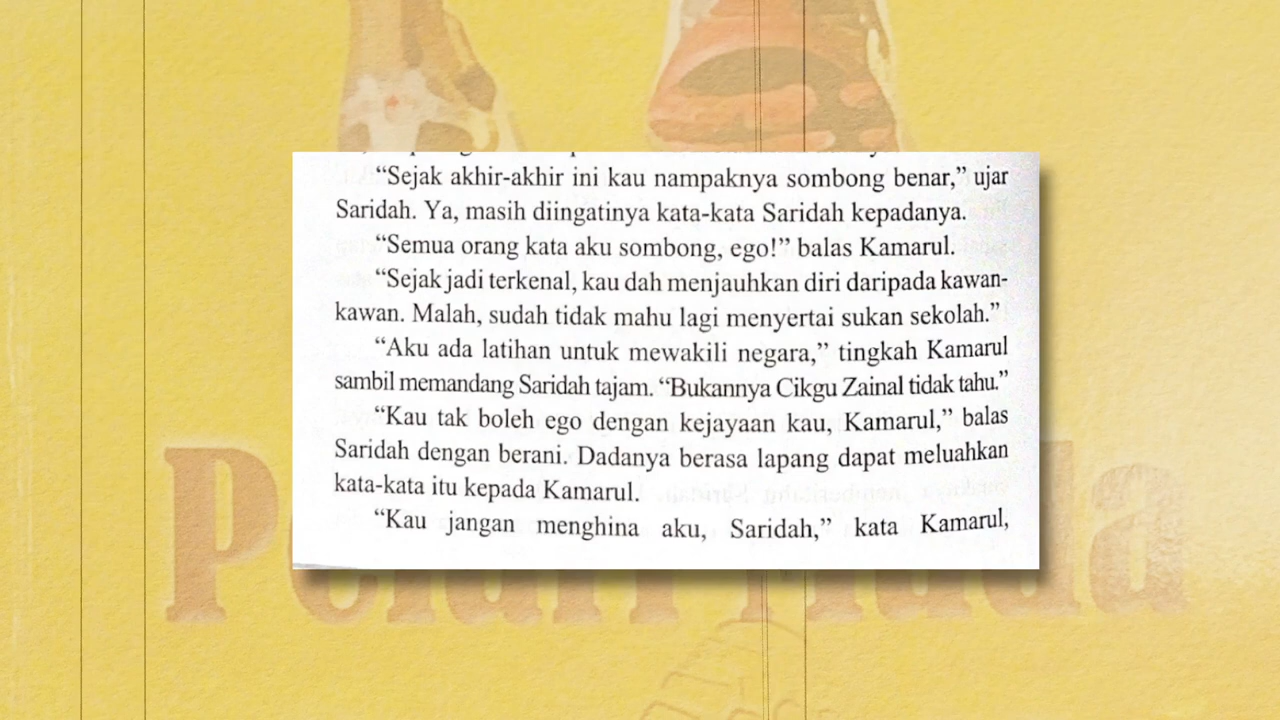 “Sejak akhir-akhir ini kau nampaknya sombong benar,” ujar
Saridah. Ya, masih diingatinya kata-kata Saridah kepadanya.
“Semua orang kata aku sombong, ego!” balas Kamarul.
“Sejak jadi terkenal, kau dah menjauhkan diri daripada kawan-
kawan. Malah, sudah tidak mahu lagi menyertai sukan sekolah.”
“Aku ada latihan untuk mewakili negara,” tingkah Kamarul
sambil memandang Saridah tajam. “Bukannya Cikgu Zainal tidak tahu.”
“Kau tak boleh ego dengan kejayaan kau, Kamarul,” balas
Saridah dengan berani. Dadanya berasa lapang dapat meluahkan
kata-kata itu kepada Kamarul.
“Kau jangan menghina aku, Saridah,” kata Kamarul,